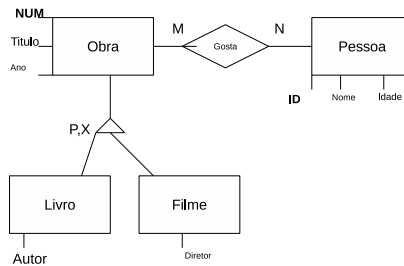 NUM
Titulo
Ano
Obra
M
Gosta
N
Pessoa
ID
Nome
Idade
P,X
Livro
Filme
Autor
Diretor